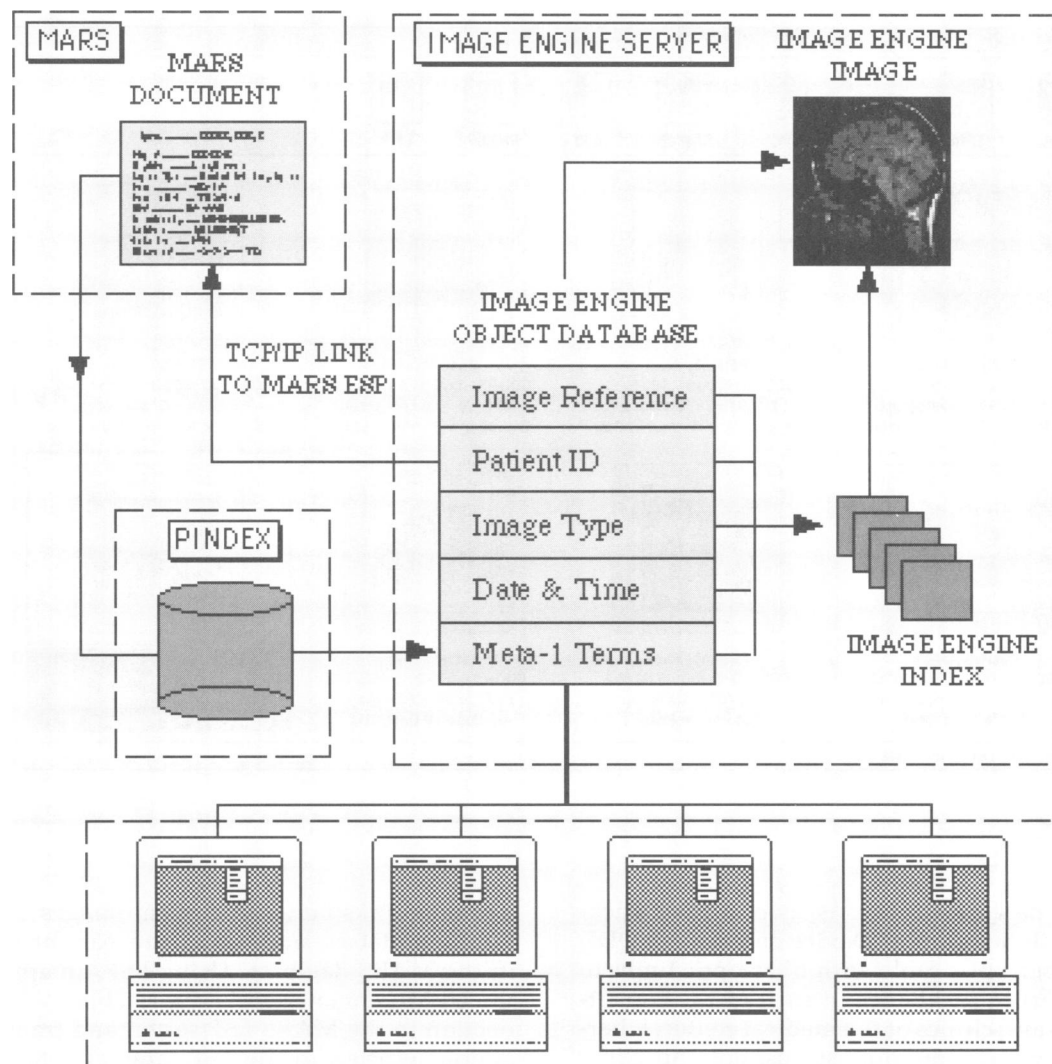 MARS
MARS
DOCUMENT
IMAGE ENGINE SERVER
IMAGE ENGINE
IMAGE
IMAGE ENGINE
OBJECT DATABASE
TCP/IP LINK
TO MARS ESP
Image Reference
Patient ID
Image Type
Date & Time
Meta-1 Terms
PINDEX
IMAGE ENGINE
INDEX